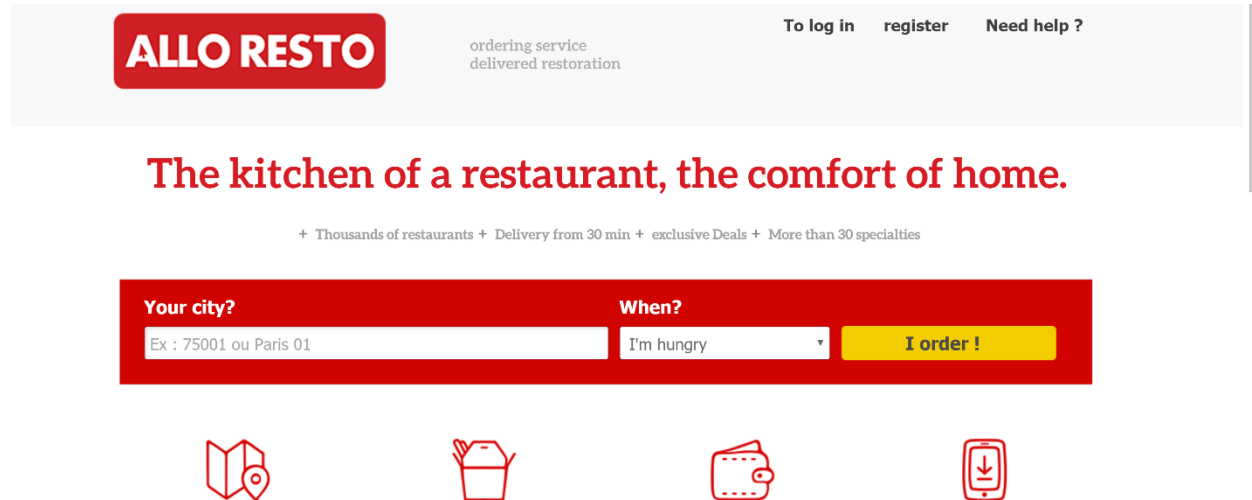 ALLO RESTO
ordering service
delivered restoration
To log in register Need help ?
The kitchen of a restaurant, the comfort of home.
+ Thousands of restaurants + Delivery from 30 min + exclusive Deals + More than 30 specialties
Your city? When?
Ex : 75001 ou Paris 01 I'm hungry I order !